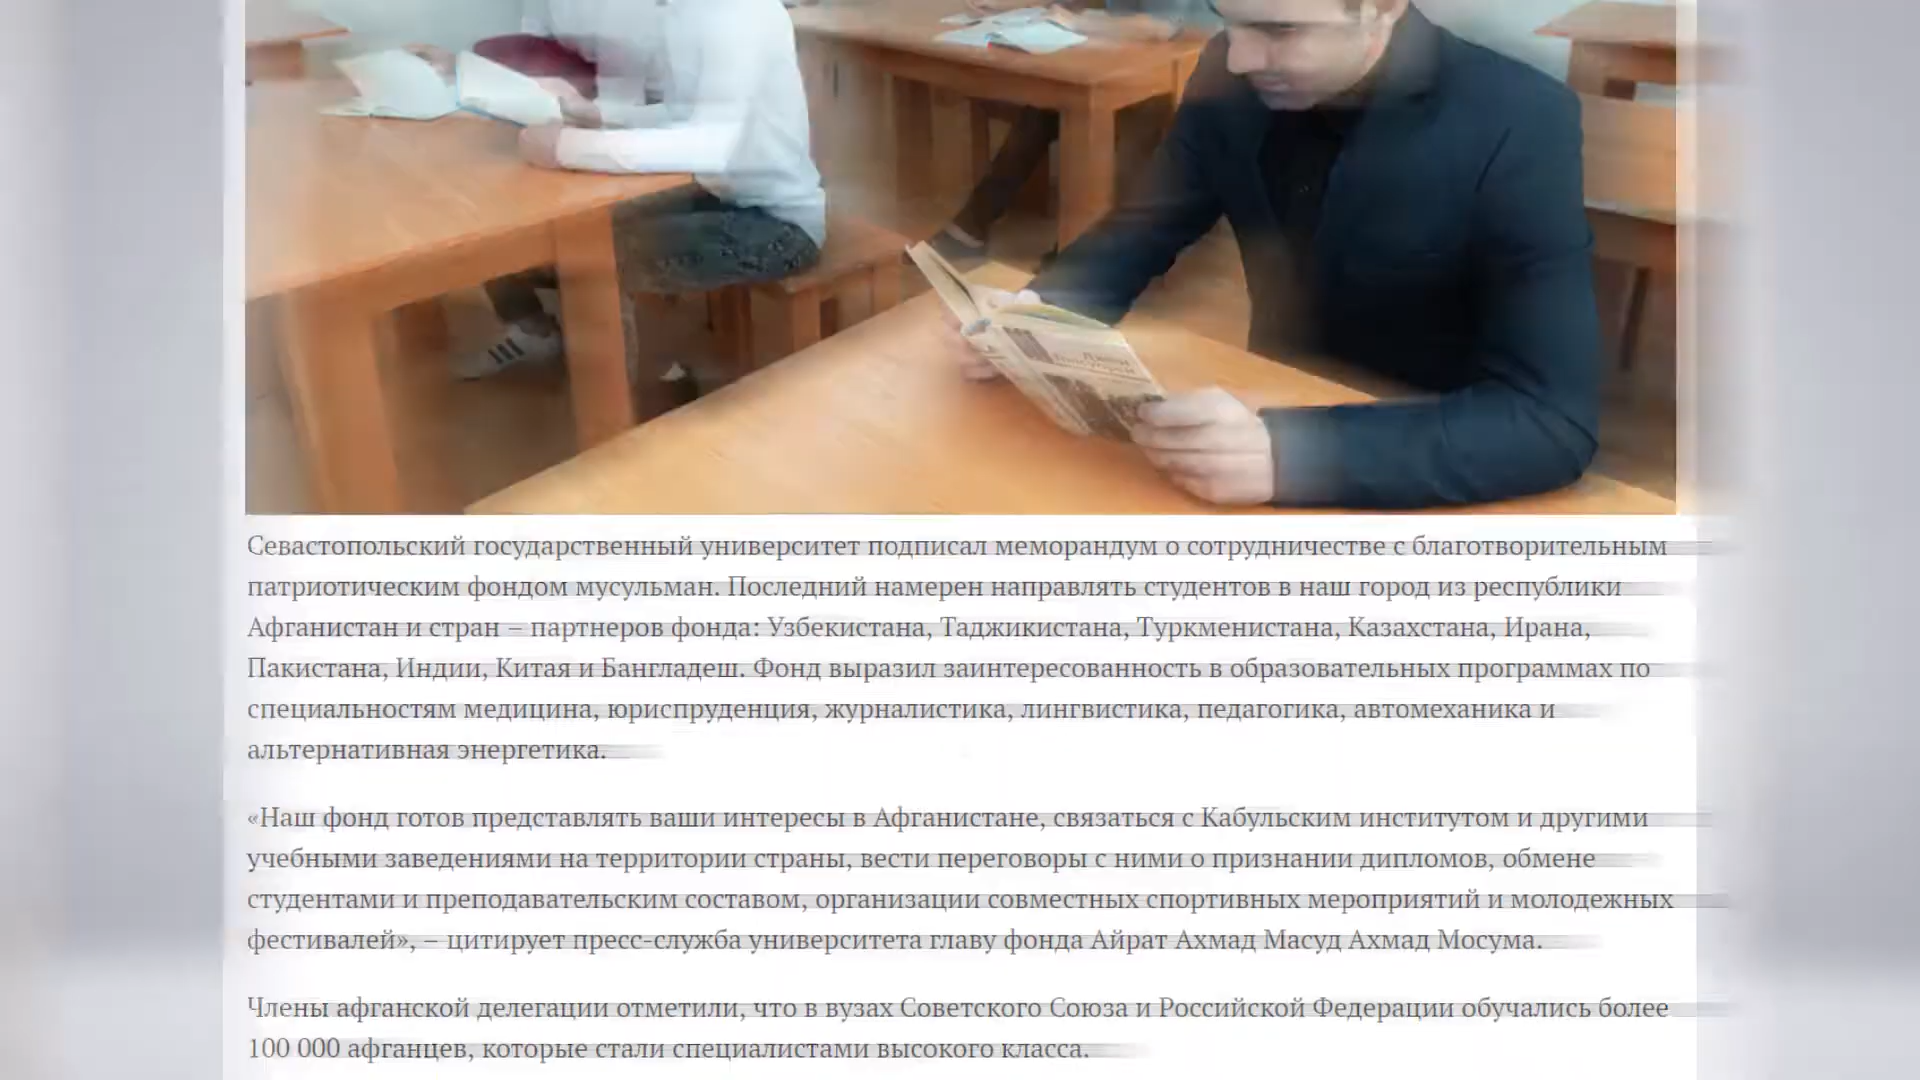 Севастопольский государственный университет подписал меморандум о сотрудничестве с благотворительным
патриотическим фондом мусульман. Последний намерен направлять студентов в наш город из республики
Афганистан и стран – партнеров фонда: Узбекистана, Таджикистана, Туркменистана, Казахстана, Ирана,
Пакистана, Индии, Китая и Бангладеш. Фонд выразил заинтересованность в образовательных программах по
специальностям медицина, юриспруденция, журналистика, лингвистика, педагогика, автомеханика и
альтернативная энергетика.
«Наш фонд готов представлять ваши интересы в Афганистане, связаться с Кабульским институтом и другими
учебными заведениями на территории страны, вести переговоры с ними о признании дипломов, обмене
студентами и преподавательским составом, организации совместных спортивных мероприятий и молодежных
фестивалей», – цитирует пресс-служба университета главу фонда Айрат Ахмад Масуд Ахмад Мосума.
Члены афганской делегации отметили, что в вузах Советского Союза и Российской Федерации обучались более
100 000 афганцев, которые стали специалистами высокого класса.